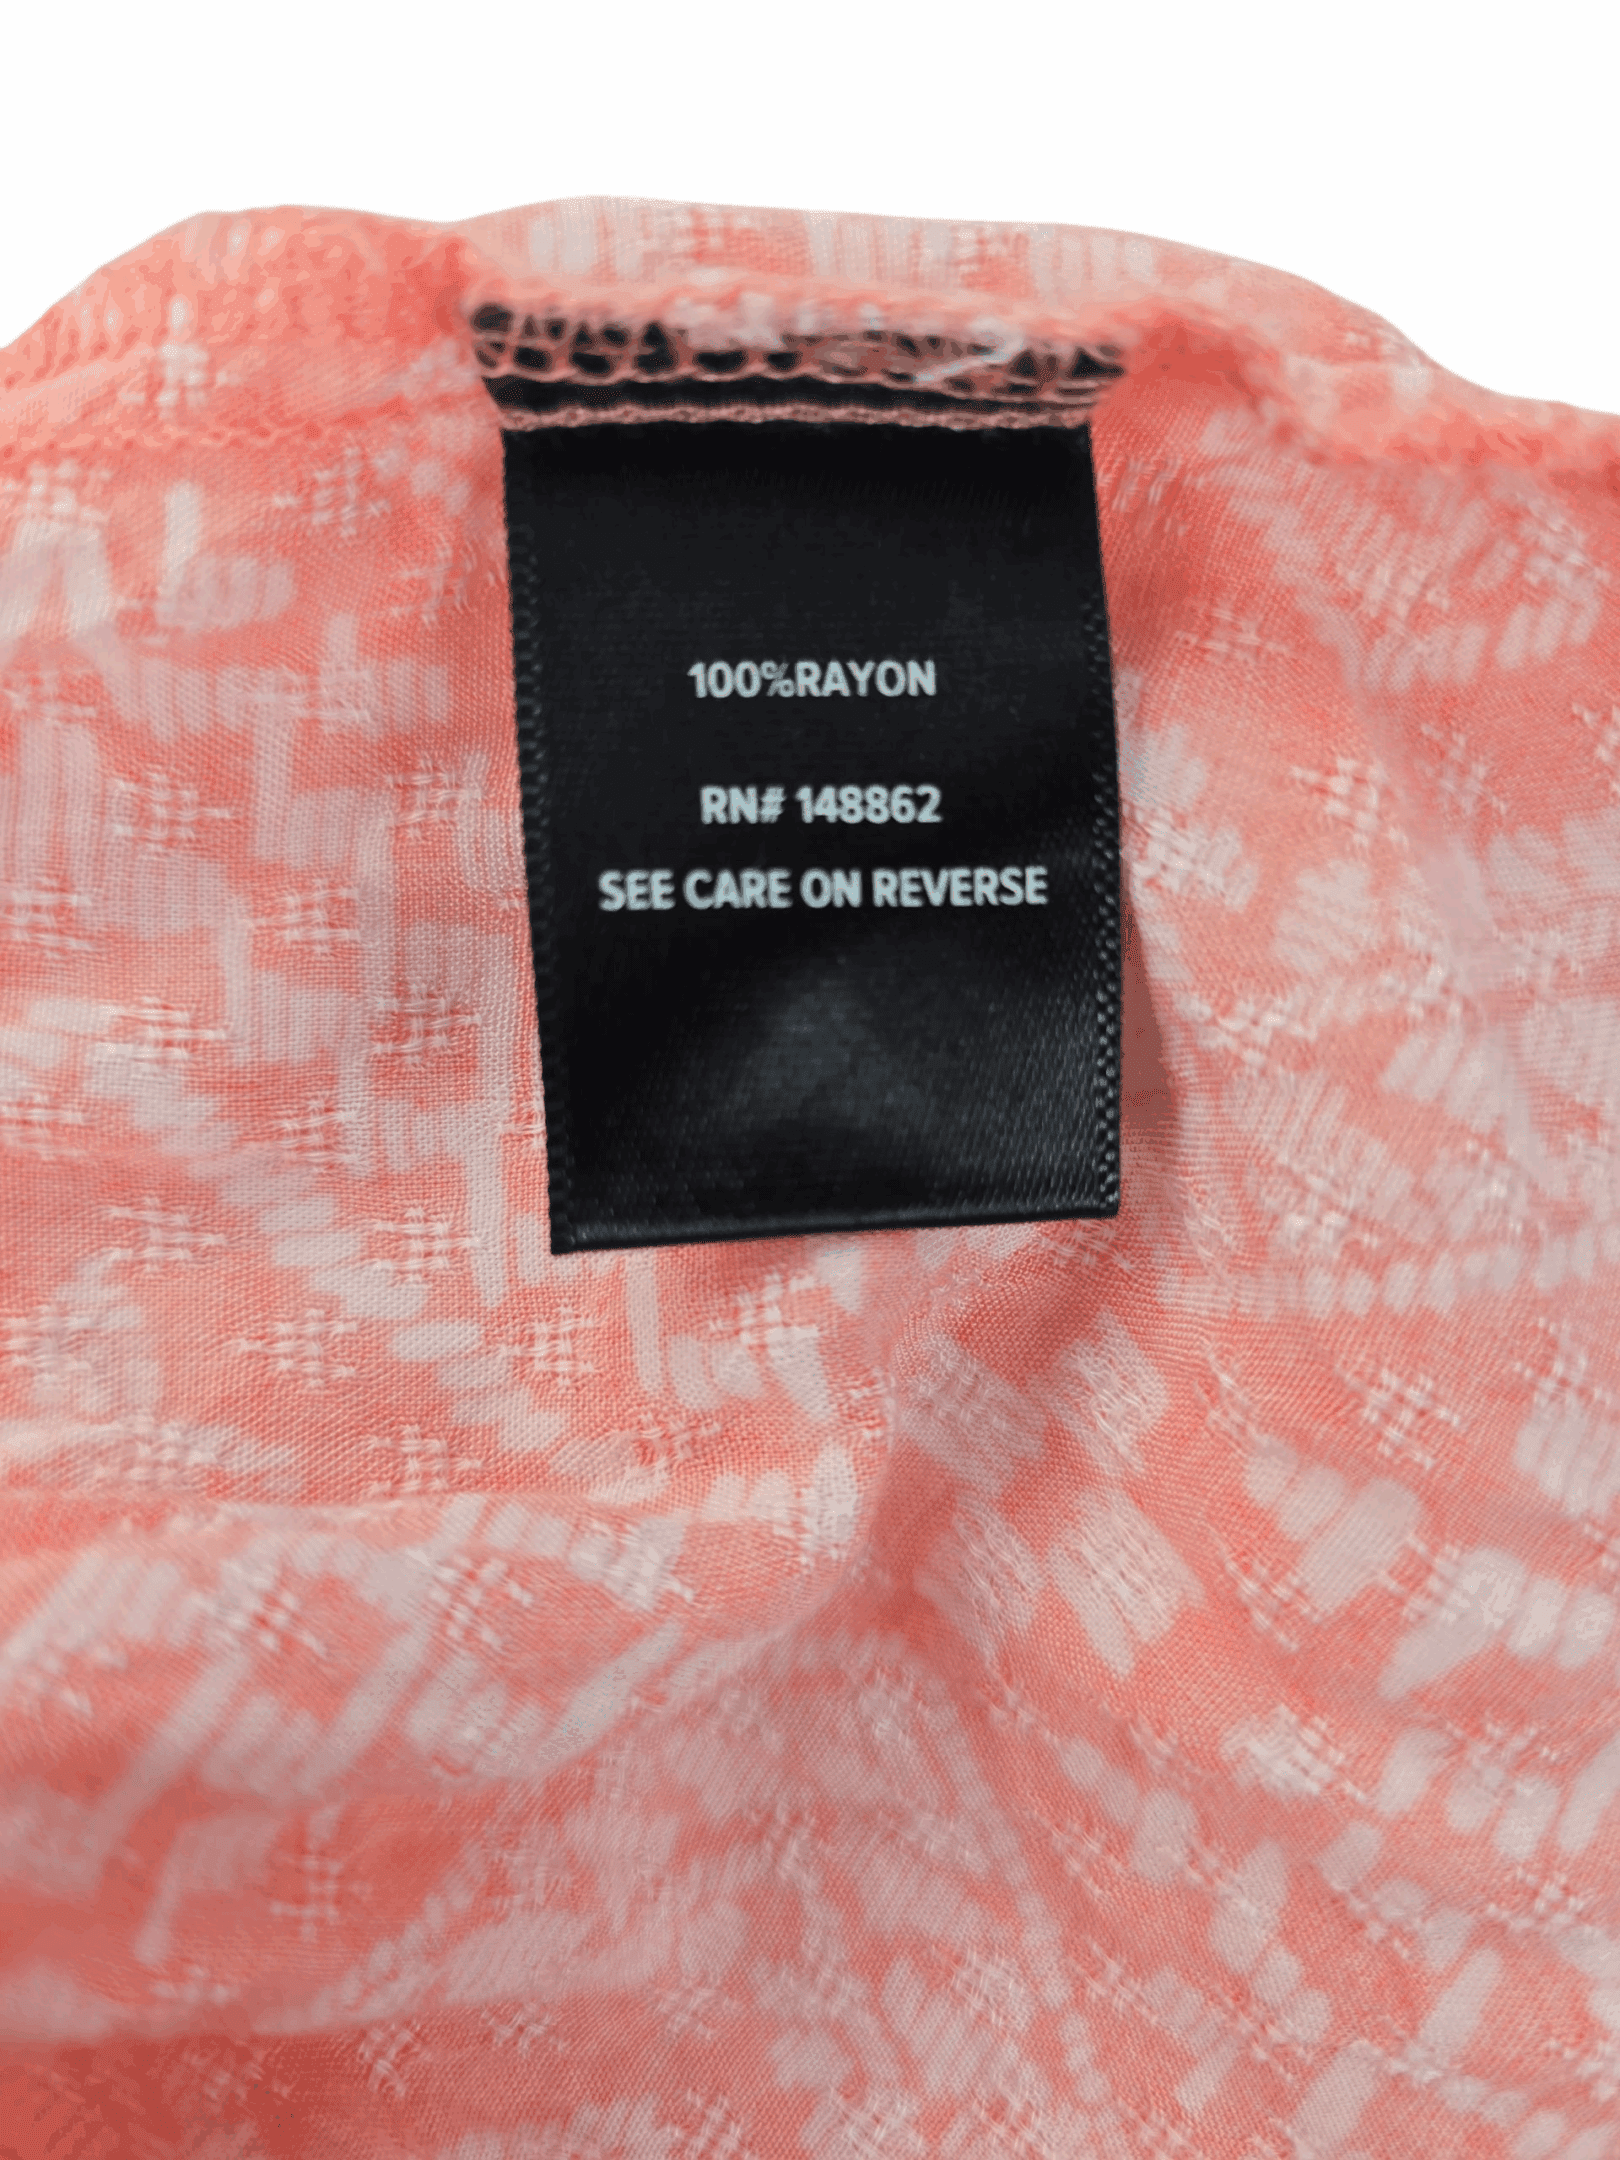 100%RAYON
RN# 148862
SEE CARE ON REVERSE